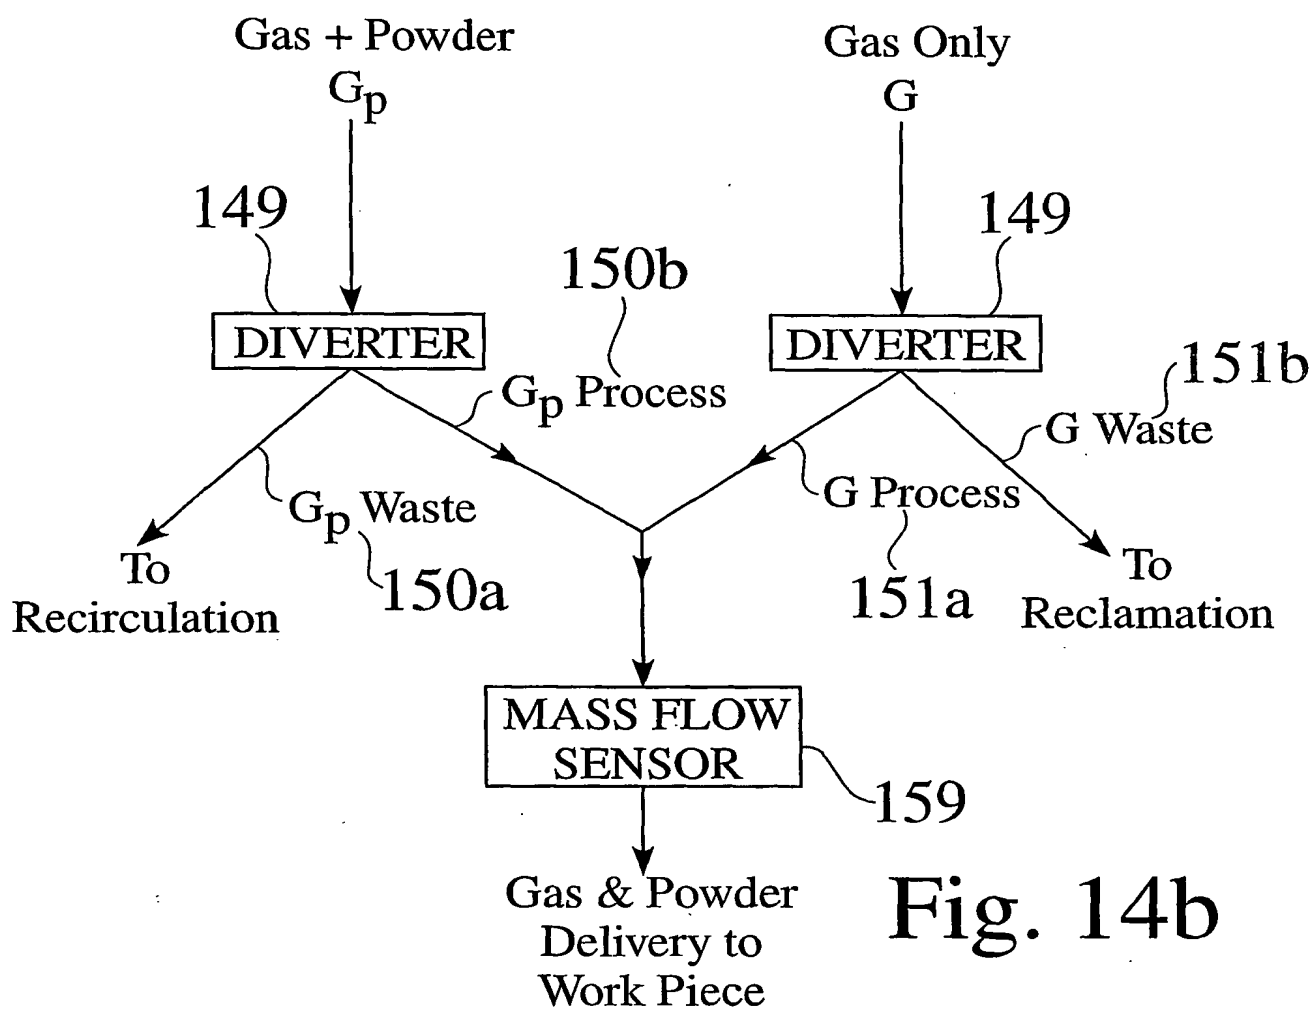 Gas + Powder
Gp
Gas Only
G
149
149
150b
DIVERTER
DIVERTER
151b
Gp Process
G Waste
G Process
Gp Waste
To
Recirculation
150a
151a
To
Reclamation
MASS FLOW
SENSOR
159
Gas & Powder
Delivery to
Work Piece
Fig. 14b